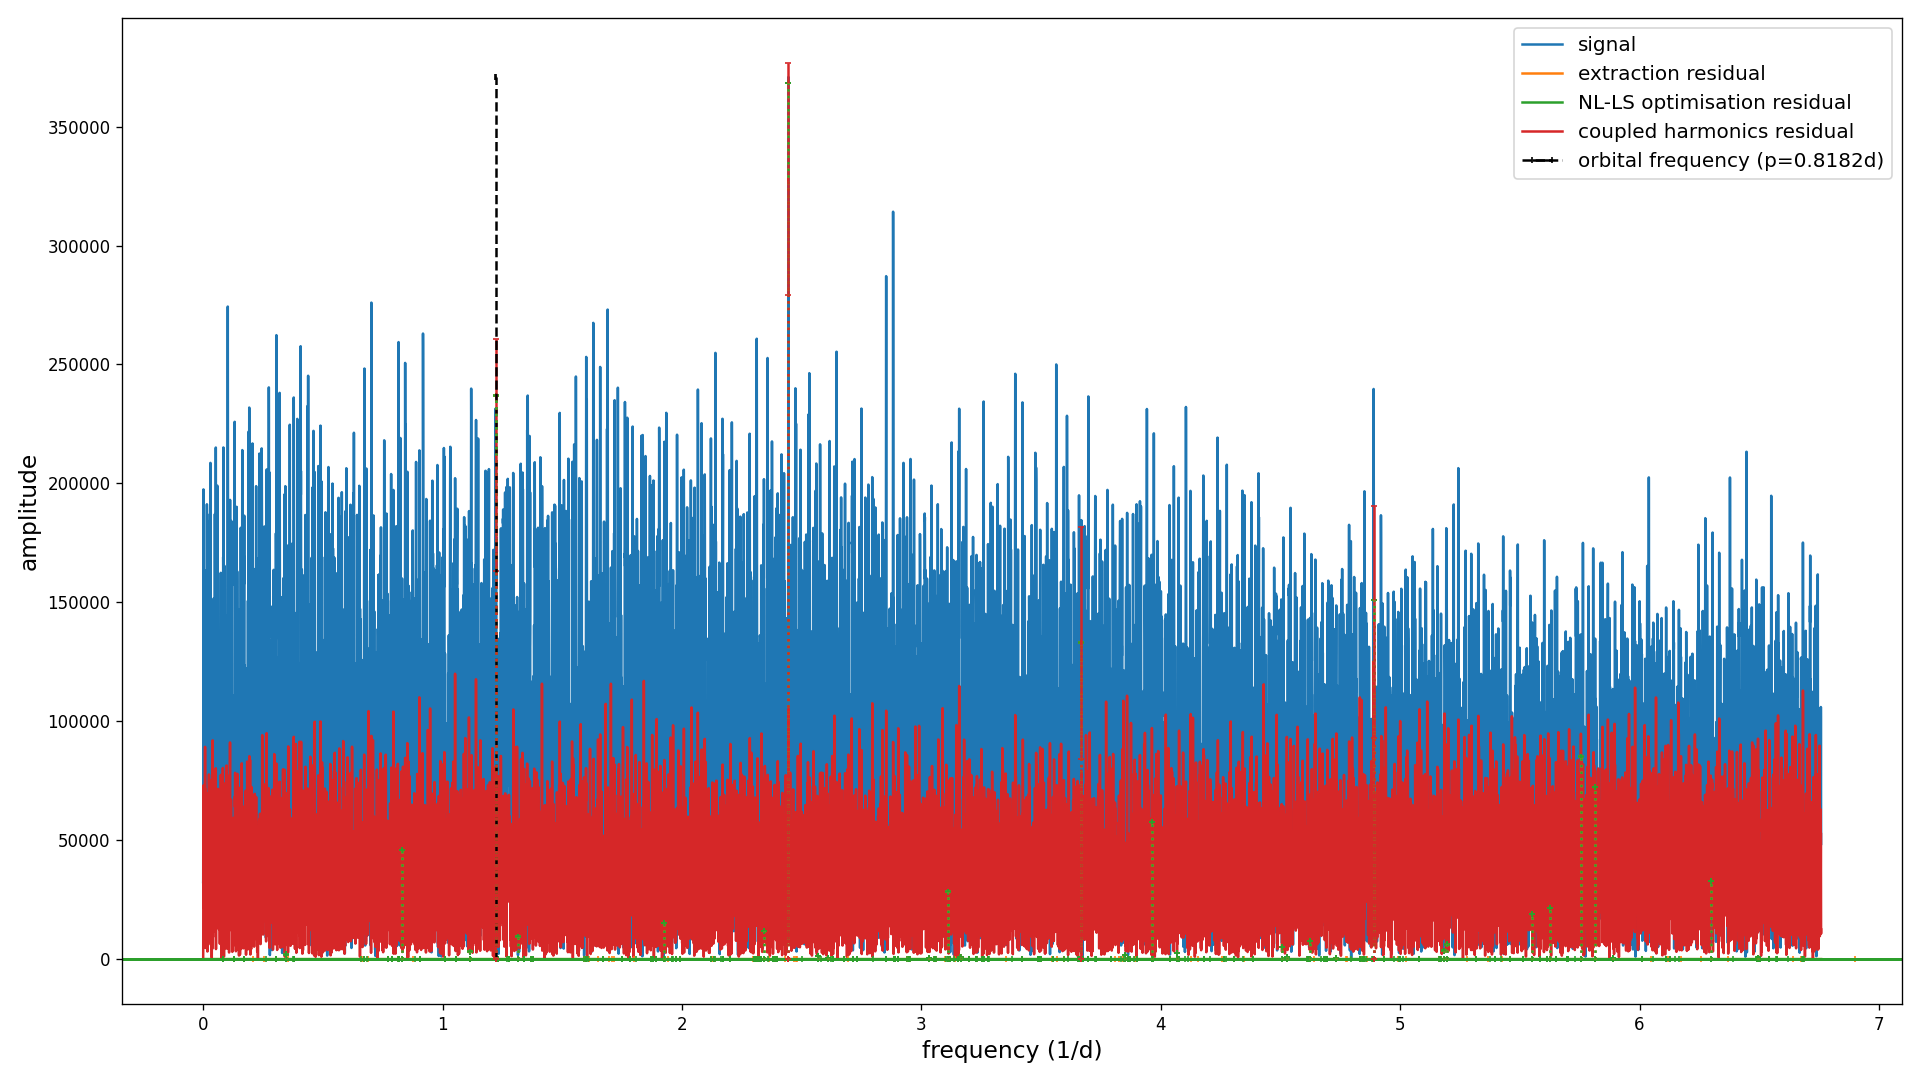 signal
extraction residual
NL-LS optimisation residual
coupled harmonics residual
orbital frequency (p=0.8182d)
amplitude
350000
300000
250000
200000
150000
100000
50000
0
0 1 2 3 4 5 6 7
frequency (1/d)